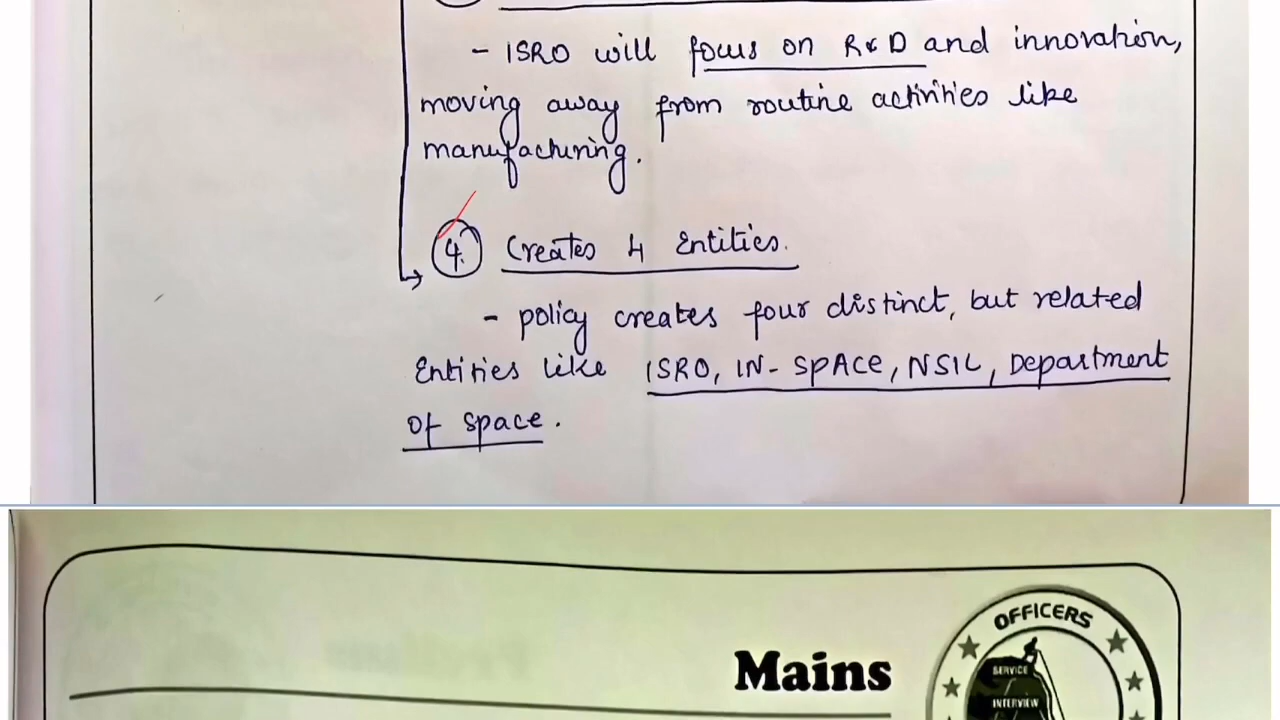 - ISRO will focus on R&D and innovation,
moving away from routine activities like
manufacturing.
4. Creates 4 Entities.
- policy creates four distinct, but related
Entities like ISRO, IN-SPACE, NSIL, Department
of space.
Mains
OFFICERS
SERVICE
INTERVIEW